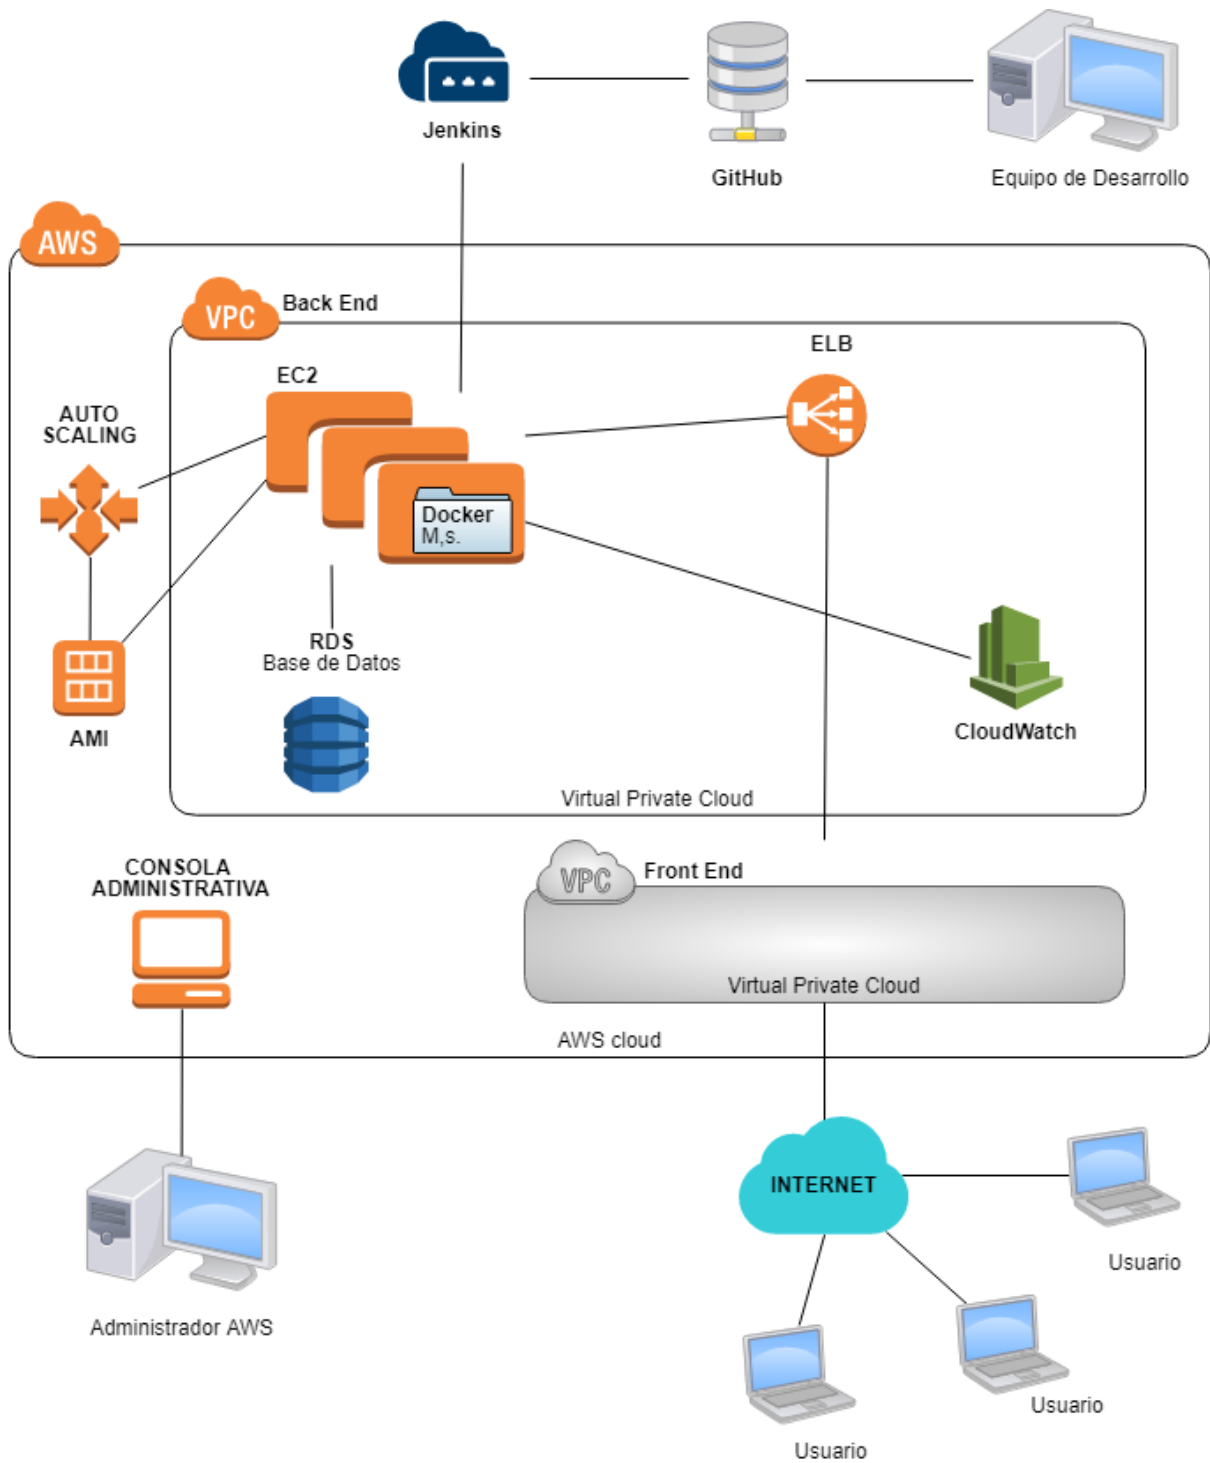 Jenkins
GitHub
Equipo de Desarrollo
AWS
VPC
Back End
ELB
EC2
AUTO
SCALING
Docker
M,s.
RDS
Base de Datos
AMI
CloudWatch
Virtual Private Cloud
CONSOLA
ADMINISTRATIVA
VPC
Front End
Virtual Private Cloud
AWS cloud
INTERNET
Usuario
Administrador AWS
Usuario
Usuario